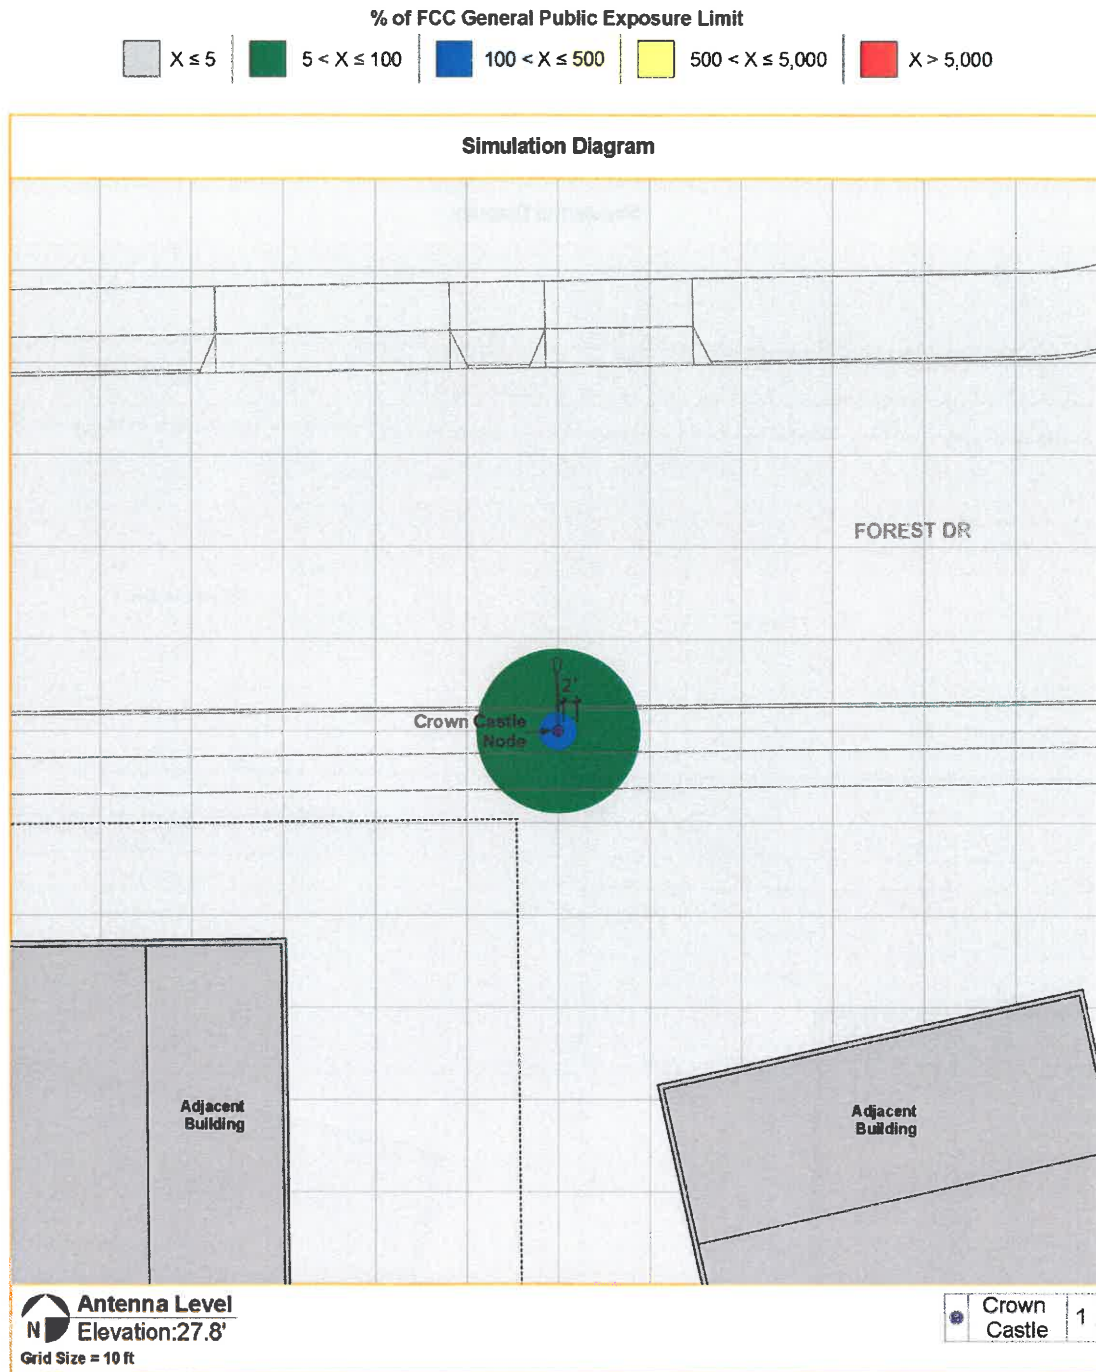 % of FCC General Public Exposure Limit
X ≤ 5
5 < X ≤ 100
100 < X ≤ 500
500 < X ≤ 5,000
X > 5,000
Simulation Diagram
FOREST DR
2'
Crown Castle
Node
Adjacent
Building
Adjacent
Building
N
Antenna Level
Elevation:27.8'
Grid Size = 10 ft
Crown
Castle
1